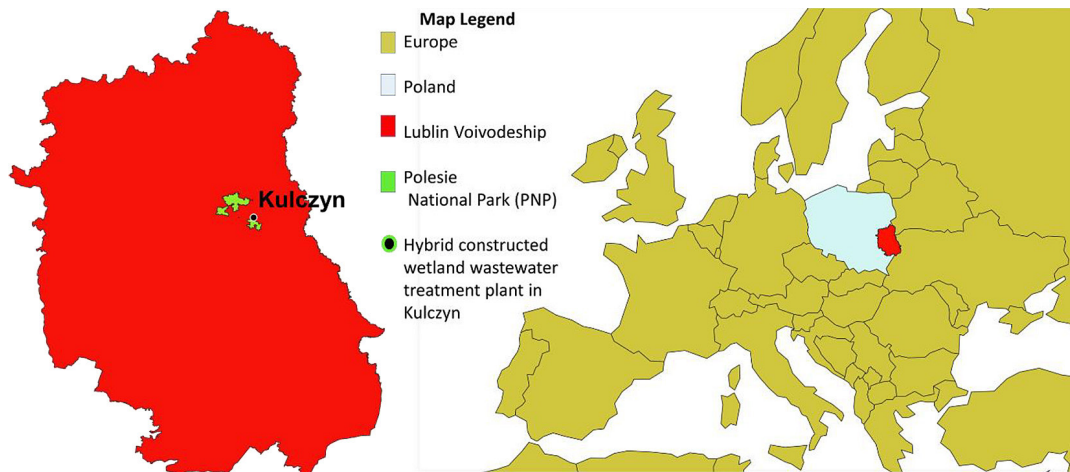 Map Legend
Europe
Poland
Lublin Voivodeship
Polesie
National Park (PNP)
Hybrid constructed
wetland wastewater
treatment plant in
Kulczyn
Kulczyn